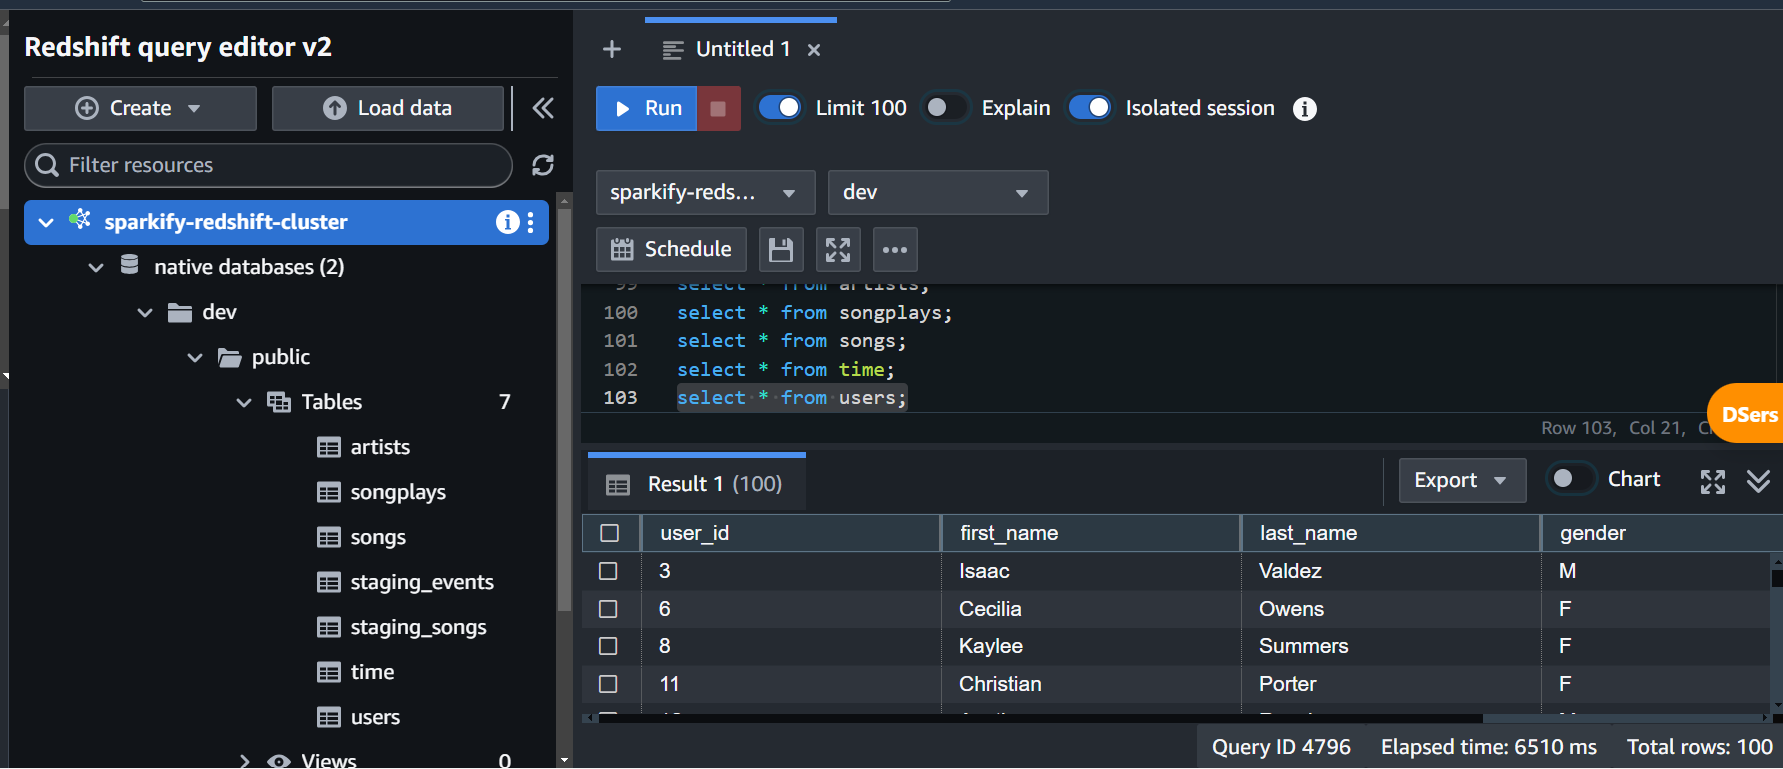 Redshift query editor v2
Create
Load data
Filter resources
sparkify-redshift-cluster
native databases (2)
dev
public
Tables 7
artists
songplays
songs
staging_events
staging_songs
time
users
Views 0
Untitled 1
Run
Limit 100
Explain
Isolated session
sparkify-reds...
dev
Schedule
99 select * from artists;
100 select * from songplays;
101 select * from songs;
102 select * from time;
103 select * from users;
Row 103, Col 21,
DSers
Result 1 (100)
Export
Chart
user_id first_name last_name gender
3 Isaac Valdez M
6 Cecilia Owens F
8 Kaylee Summers F
11 Christian Porter F
Query ID 4796 Elapsed time: 6510 ms Total rows: 100